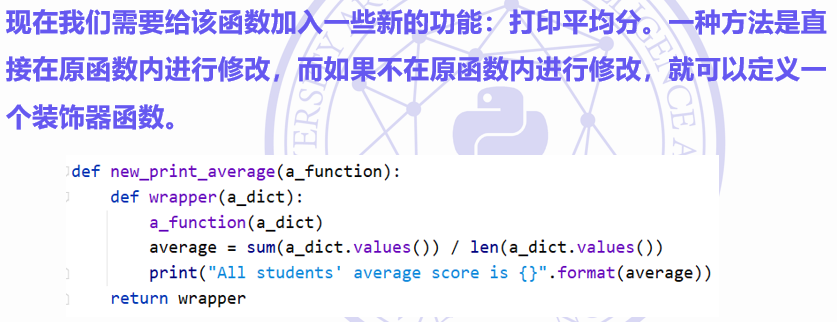 现在我们需要给该函数加入一些新的功能：打印平均分。一种方法是直
接在原函数内进行修改，而如果不在原函数内进行修改，就可以定义一
个装饰器函数。
def new_print_average(a_function):
    def wrapper(a_dict):
        a_function(a_dict)
        average = sum(a_dict.values()) / len(a_dict.values())
        print("All students' average score is {}".format(average))
    return wrapper